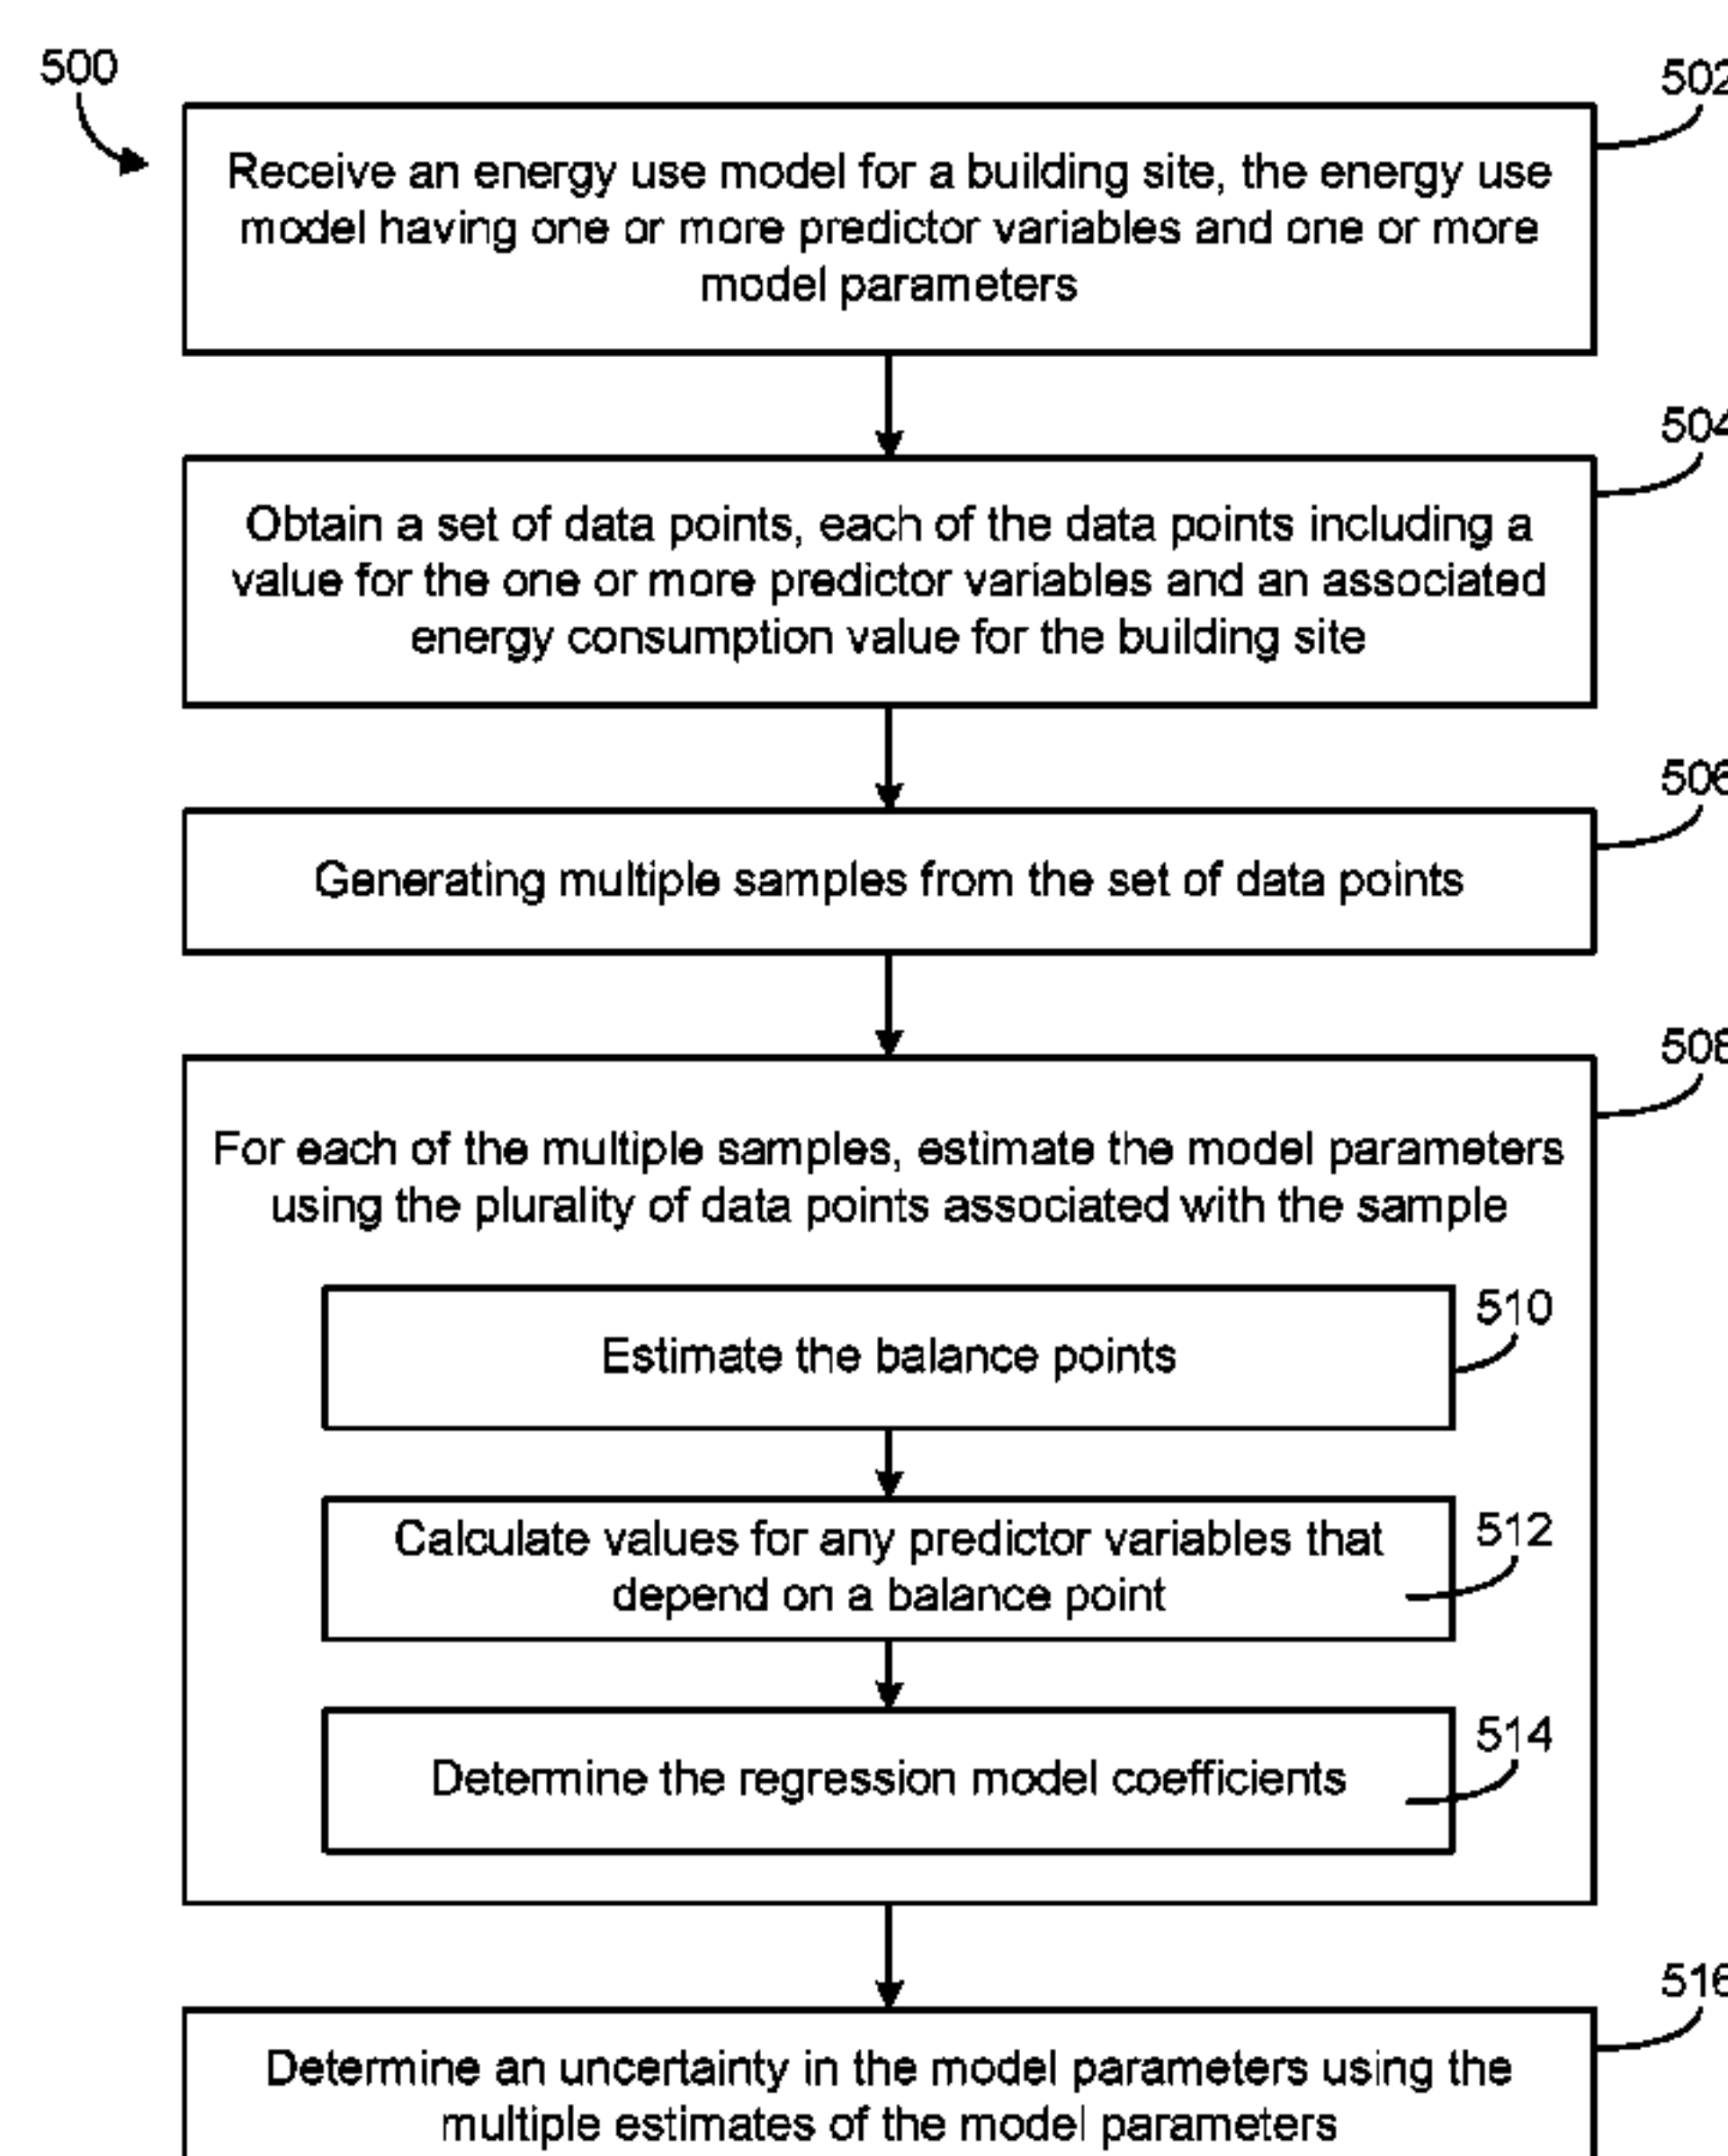 500
502
Receive an energy use model for a building site, the energy use
model having one or more predictor variables and one or more
model parameters
504
Obtain a set of data points, each of the data points including a
value for the one or more predictor variables and an associated
energy consumption value for the building site
506
Generating multiple samples from the set of data points
508
For each of the multiple samples, estimate the model parameters
using the plurality of data points associated with the sample
510
Estimate the balance points
512
Calculate values for any predictor variables that
depend on a balance point
514
Determine the regression model coefficients
516
Determine an uncertainty in the model parameters using the
multiple estimates of the model parameters